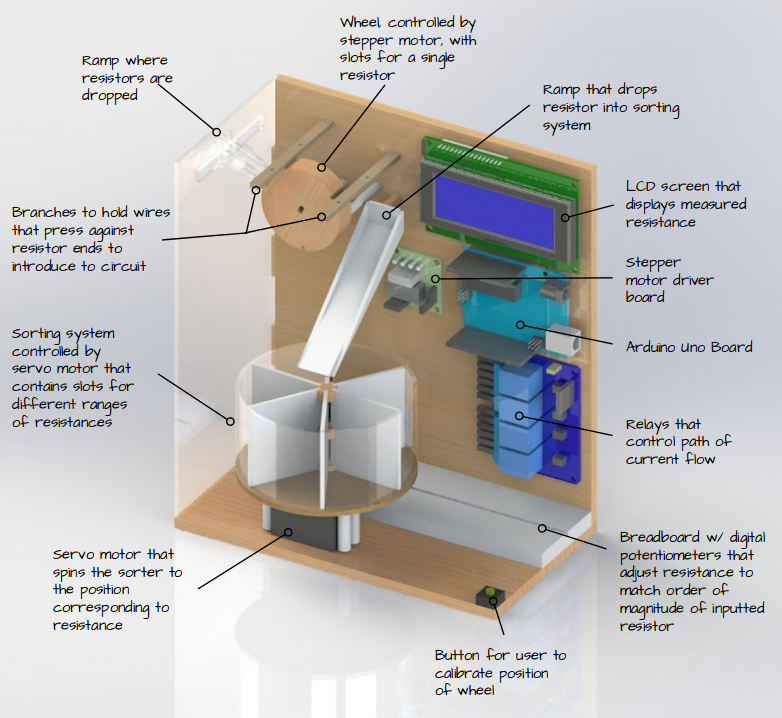 Wheel, controlled by
stepper motor, with
slots for a single
resistor
Ramp where
resistors are
dropped
Ramp that drops
resistor into sorting
system
LCD screen that
displays measured
resistance
Branches to hold wires
that press against
resistor ends to
introduce to circuit
Stepper
motor driver
board
Sorting system
controlled by
servo motor that
contains slots for
different ranges
of resistances
Arduino Uno Board
Relays that
control path of
current flow
Servo motor that
spins the sorter to
the position
corresponding to
resistance
Breadboard w/ digital
potentiometers that
adjust resistance to
match order of
magnitude of inputted
resistor
Button for user to
calibrate position
of wheel